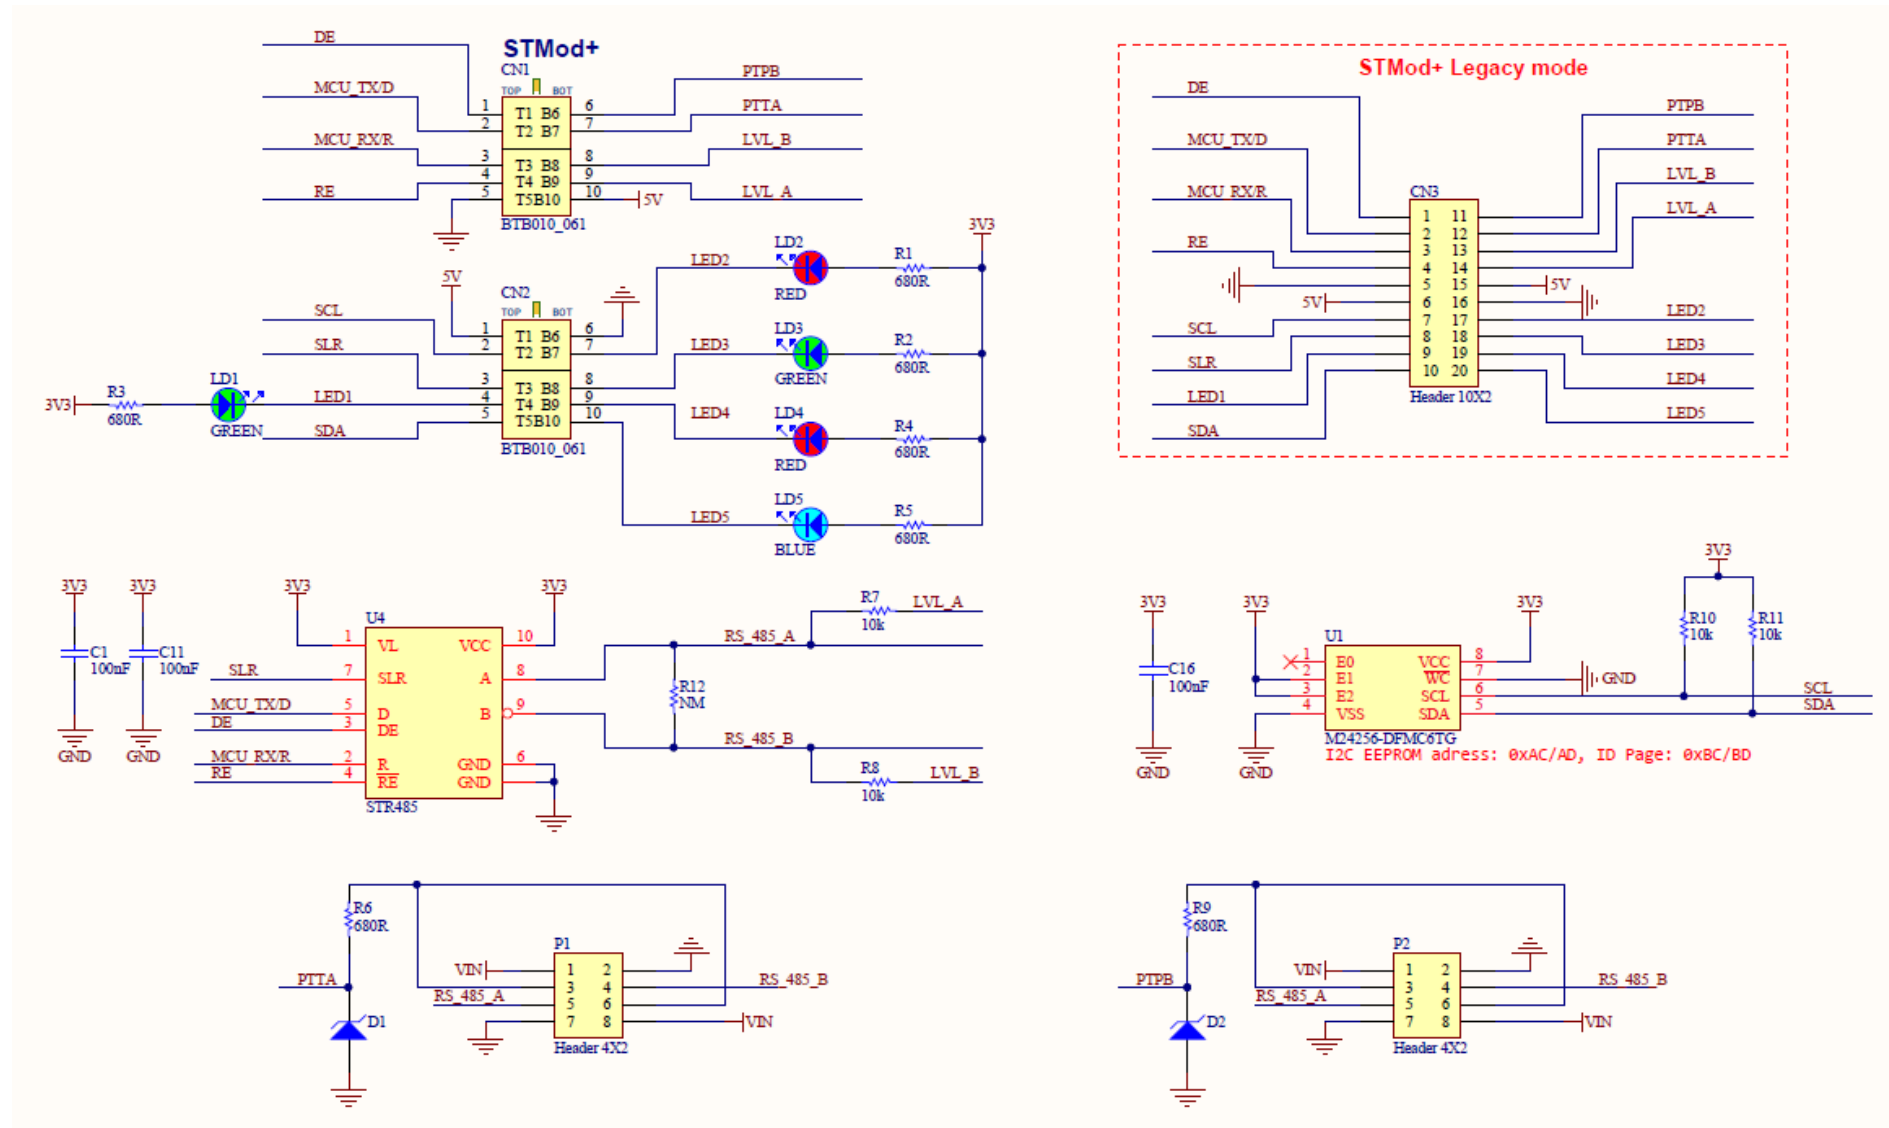 STMod+
DE
CN1
TOP BOT
MCU_TX/D
PTPB
1 T1 B6 6
PTTA
2 T2 B7 7
MCU_RX/R
LVL_B
3 T3 B8 8
4 T4 B9 9
RE
5 T5B10 10
5V
LVL_A
BTB010_061
5V
CN2
TOP BOT
SCL
1 T1 B6 6
SLR
2 T2 B7 7
3 T3 B8 8
LED1
4 T4 B9 9
SDA
5 T5B10 10
BTB010_061
3V3
R3
680R
LD1
GREEN
3V3
LED2
LD2
RED
R1
680R
LED3
LD3
GREEN
R2
680R
LED4
LD4
RED
R4
680R
LED5
LD5
BLUE
R5
680R
STMod+ Legacy mode
DE
PTPB
MCU_TX/D
PTTA
MCU_RX/R
LVL_B
RE
LVL_A
CN3
1 11
2 12
3 13
4 14
5 15
5V
5V
6 16
7 17
8 18
9 19
10 20
Header 10X2
SCL
LED2
SLR
LED3
LED1
LED4
SDA
LED5
3V3
C1
100nF
GND
3V3
C11
100nF
GND
3V3
3V3
U4
1 VL VCC 10
SLR
7 SLR A 8
MCU_TX/D
5 D B 9
DE
3 DE
MCU_RX/R
2 R GND 6
RE
4 RE GND
STR485
R7
10k
LVL_A
RS_485_A
R12
NM
RS_485_B
R8
10k
LVL_B
3V3
C16
100nF
GND
3V3
3V3
U1
1 E0 VCC 8
2 E1 WC 7
GND
3 E2 SCL 6
4 VSS SDA 5
GND
M24256-DFMC6TG
I2C EEPROM adress: 0xAC/AD, ID Page: 0xBC/BD
3V3
R10
10k
R11
10k
SCL
SDA
R6
680R
PTTA
D1
P1
VIN
1 2
3 4
RS_485_B
RS_485_A
5 6
7 8
VIN
Header 4X2
R9
680R
PTPB
D2
P2
VIN
1 2
3 4
RS_485_B
RS_485_A
5 6
7 8
VIN
Header 4X2